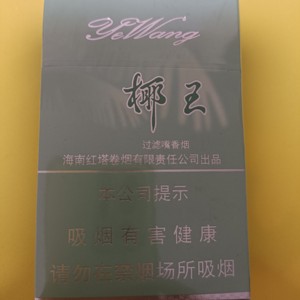 YeWang
椰王
过滤嘴香烟
海南红塔卷烟有限责任公司出品
本公司提示
吸烟有害健康
请勿在禁烟场所吸烟